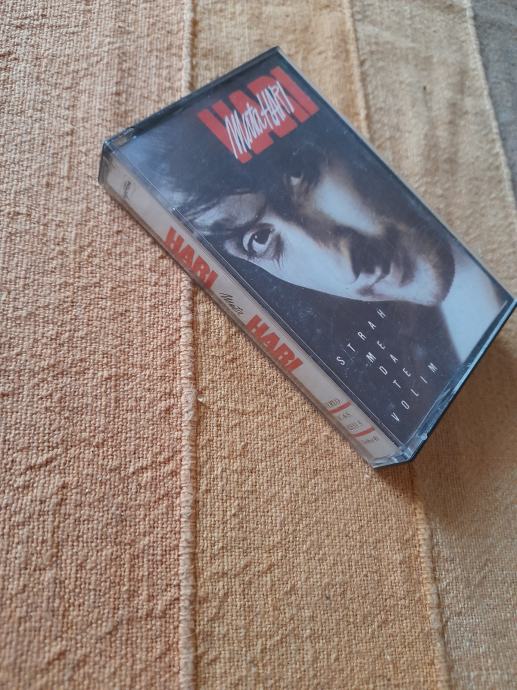 HARI
Mata HARI
STRAH
ME
DA
TE
VOLIM
HARI Mata HARI